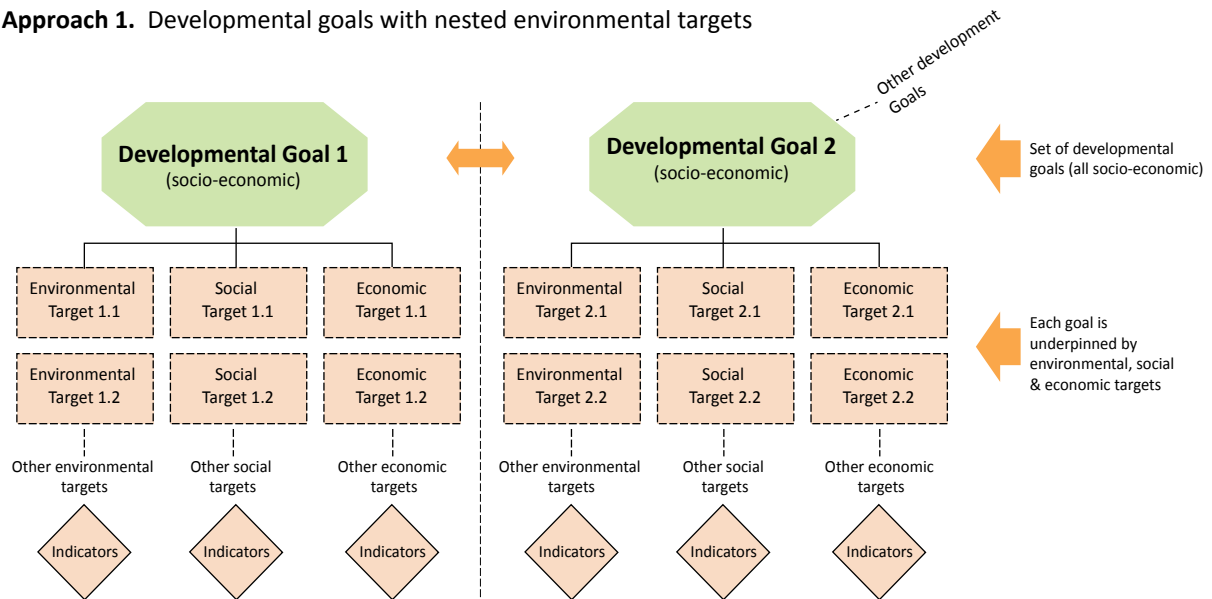 Approach 1. Developmental goals with nested environmental targets
Other development
Goals
Developmental Goal 1
(socio-economic)
Developmental Goal 2
(socio-economic)
Set of developmental
goals (all socio-economic)
Environmental
Target 1.1
Social
Target 1.1
Economic
Target 1.1
Environmental
Target 2.1
Social
Target 2.1
Economic
Target 2.1
Each goal is
underpinned by
environmental, social
& economic targets
Environmental
Target 1.2
Social
Target 1.2
Economic
Target 1.2
Environmental
Target 2.2
Social
Target 2.2
Economic
Target 2.2
Other environmental
targets
Other social
targets
Other economic
targets
Other environmental
targets
Other social
targets
Other economic
targets
Indicators
Indicators
Indicators
Indicators
Indicators
Indicators